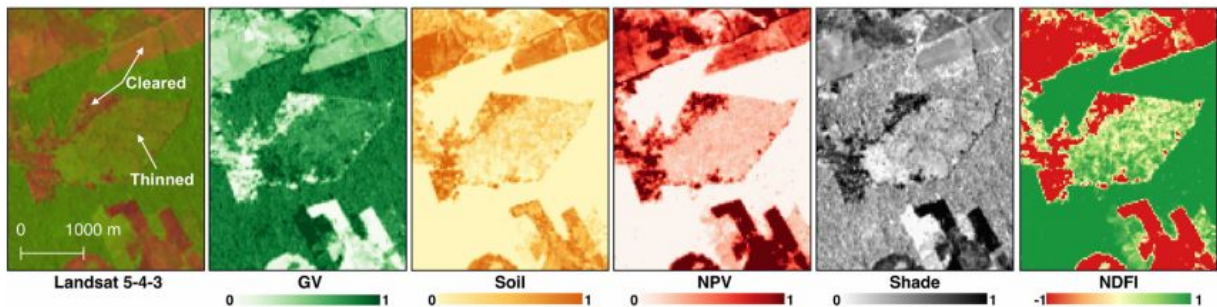 Cleared
Thinned
0 1000 m
Landsat 5-4-3 GV Soil NPV Shade NDFI
0 1 0 1 0 1 0 1 -1 1